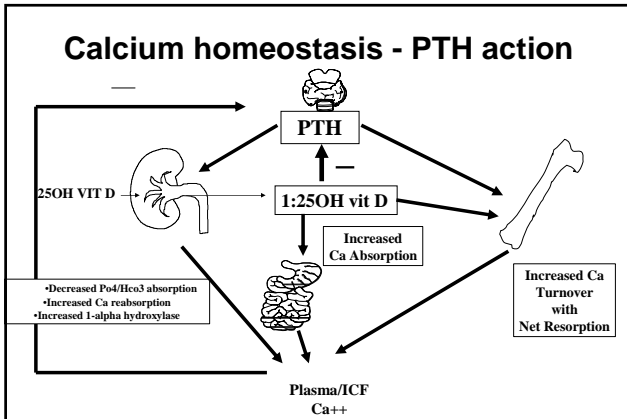 Calcium homeostasis - PTH action
—
PTH
—
25OH VIT D
1:25OH vit D
Increased
Ca Absorption
•Decreased Po4/Hco3 absorption
•Increased Ca reabsorption
•Increased 1-alpha hydroxylase
Increased Ca
Turnover
with
Net Resorption
Plasma/ICF
Ca++